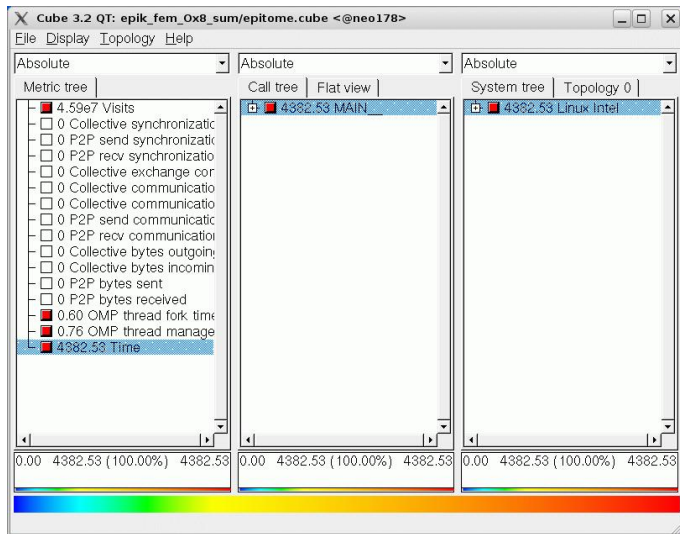 Cube 3.2 QT: epik_fem_0x8_sum/epitome.cube <@neo178>
File Display Topology Help
Absolute Absolute Absolute
Metric tree Call tree Flat view System tree Topology 0
4.59e7 Visits 4382.53 MAIN__ 4382.53 Linux Intel
0 Collective synchronizatic
0 P2P send synchronizatic
0 P2P recv synchronizatio
0 Collective exchange cor
0 Collective communicatio
0 Collective communicatio
0 P2P send communicatic
0 P2P recv communicatior
0 Collective bytes outgoin
0 Collective bytes incomin
0 P2P bytes sent
0 P2P bytes received
0.60 OMP thread fork time
0.76 OMP thread manage
4382.53 Time
0.00 4382.53 (100.00%) 4382.53 0.00 4382.53 (100.00%) 4382.53 0.00 4382.53 (100.00%) 4382.53